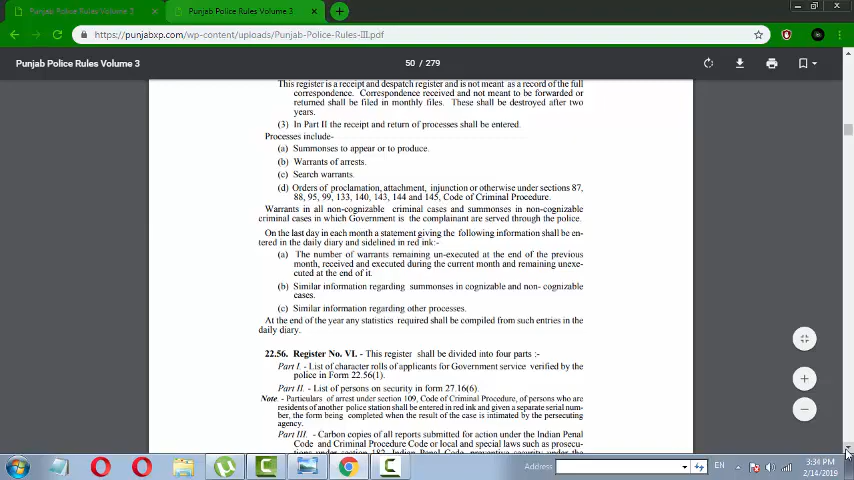 Punjab Police Rules Volume 3
Punjab Police Rules Volume 3
https://punjabxp.com/wp-content/uploads/Punjab-Police-Rules-III.pdf
Punjab Police Rules Volume 3
50 / 279
This register is a receipt and despatch register and is not meant as a record of the full
correspondence. Correspondence received and not meant to be forwarded or
returned shall be filed in monthly files. These shall be destroyed after two
years.
(3) In Part II the receipt and return of processes shall be entered.
Processes include-
(a) Summonses to appear or to produce.
(b) Warrants of arrests.
(c) Search warrants.
(d) Orders of proclamation, attachment, injunction or otherwise under sections 87,
88, 95, 99, 133, 140, 143, 144 and 145, Code of Criminal Procedure.
Warrants in all non-cognizable criminal cases and summonses in non-cognizable
criminal cases in which Government is the complainant are served through the police.
On the last day in each month a statement giving the following information shall be en-
tered in the daily diary and sidelined in red ink:-
(a) The number of warrants remaining un-executed at the end of the previous
month, received and executed during the current month and remaining unexe-
cuted at the end of it.
(b) Similar information regarding summonses in cognizable and non- cognizable
cases.
(c) Similar information regarding other processes.
At the end of the year any statistics required shall be compiled from such entries in the
daily diary.
22.56. Register No. VI. - This register shall be divided into four parts :-
Part I. - List of character rolls of applicants for Government service verified by the
police in Form 22.56(1).
Part II. - List of persons on security in form 27.16(6).
Note - Particulars of arrest under section 109, Code of Criminal Procedure, of persons who are
residents of another police station shall be entered in red ink and given a separate serial num-
ber, the form being completed when the result of the case is intimated by the persecuting
agency.
Part III. - Carbon copies of all reports submitted for action under the Indian Penal
Code and Criminal Procedure Code or local and special laws such as prosecu-
tions under section 182, Indian Penal Code, preventive security under the
Address
EN
3:34 PM
2/14/2019